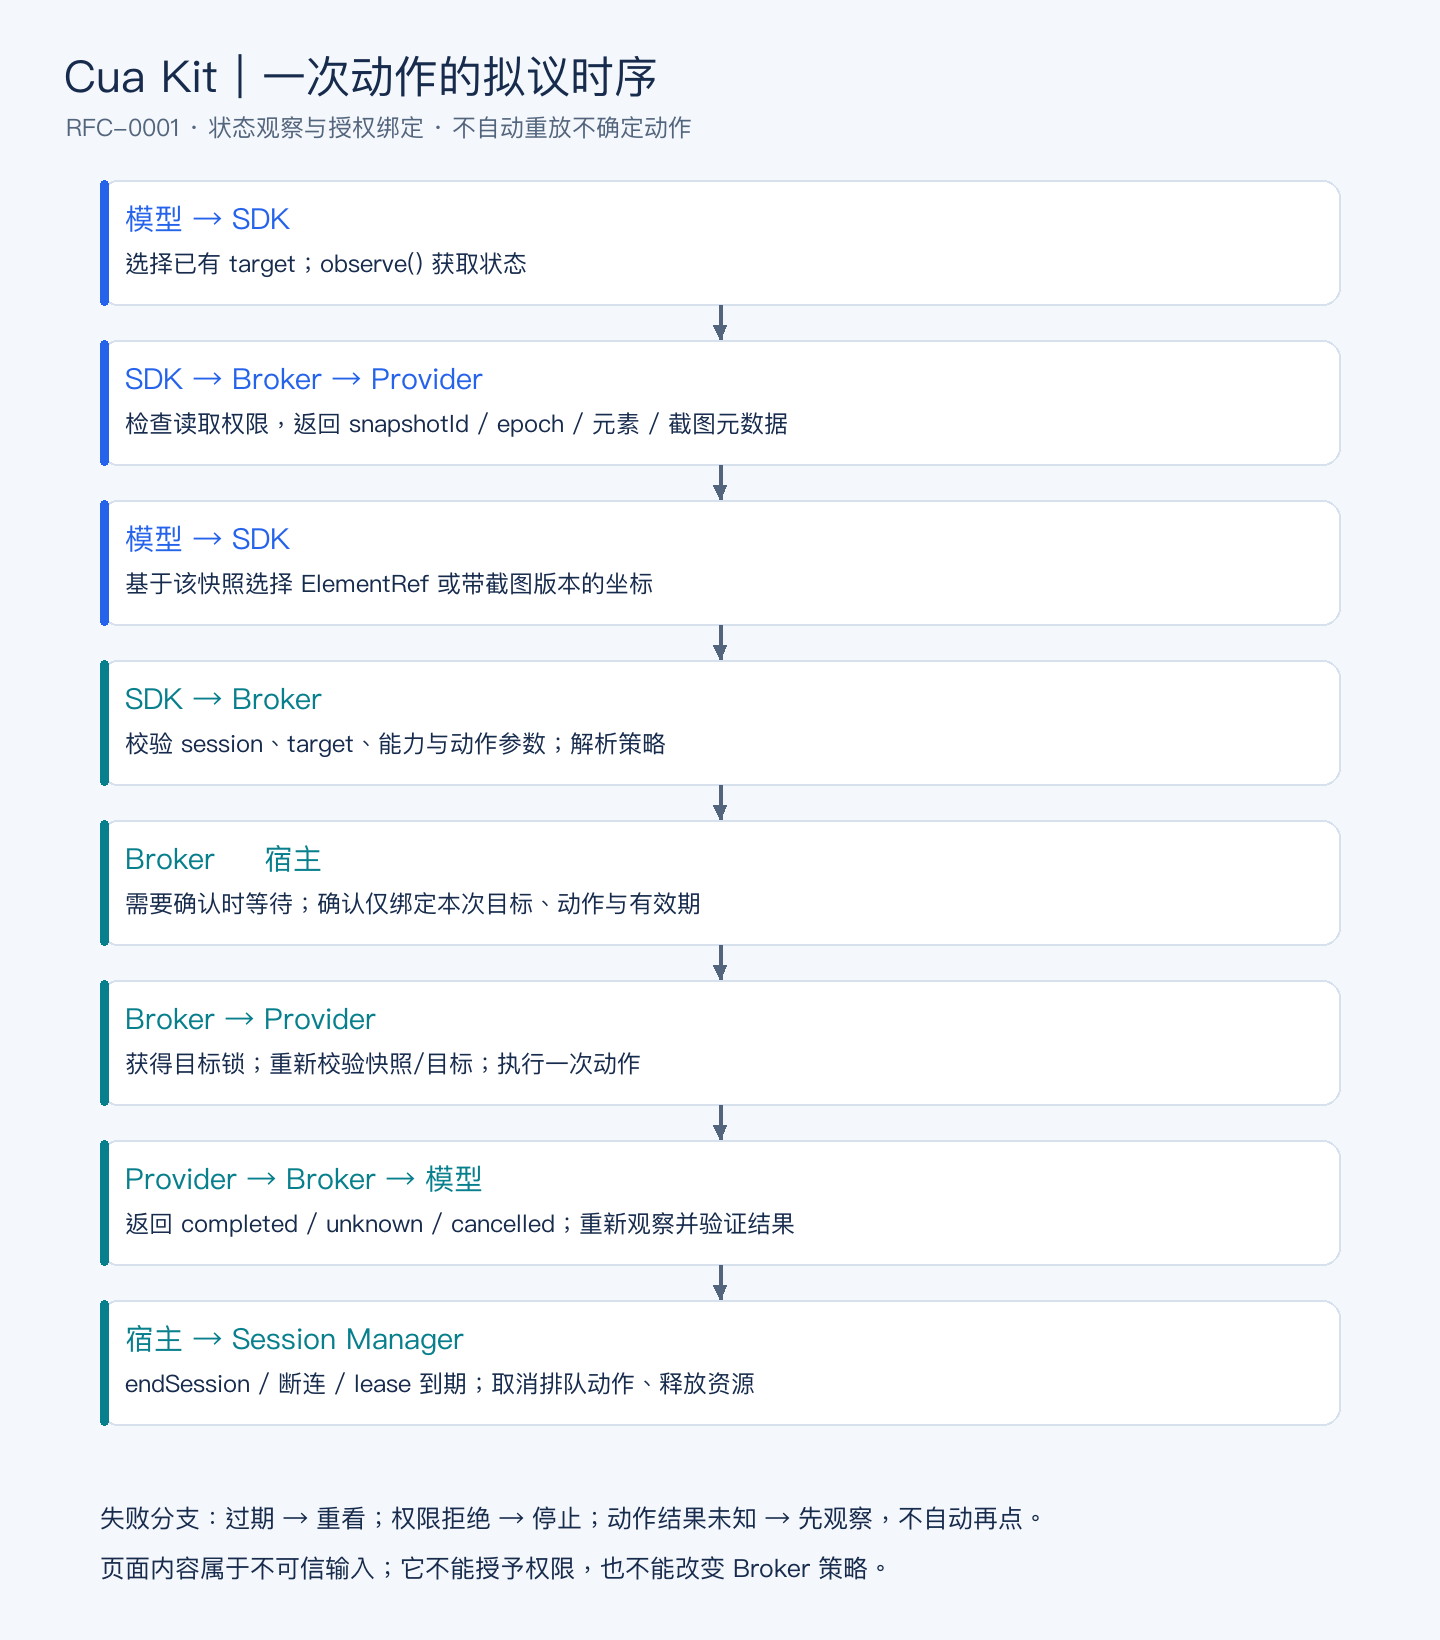 Cua Kit | 一次动作的拟议时序
RFC-0001 · 状态观察与授权绑定 · 不自动重放不确定动作
模型 → SDK
选择已有 target；observe() 获取状态
SDK → Broker → Provider
检查读取权限，返回 snapshotId / epoch / 元素 / 截图元数据
模型 → SDK
基于该快照选择 ElementRef 或带截图版本的坐标
SDK → Broker
校验 session、target、能力与动作参数；解析策略
Broker 宿主
需要确认时等待；确认仅绑定本次目标、动作与有效期
Broker → Provider
获得目标锁；重新校验快照/目标；执行一次动作
Provider → Broker → 模型
返回 completed / unknown / cancelled；重新观察并验证结果
宿主 → Session Manager
endSession / 断连 / lease 到期；取消排队动作、释放资源
失败分支：过期 → 重看；权限拒绝 → 停止；动作结果未知 → 先观察，不自动再点。
页面内容属于不可信输入；它不能授予权限，也不能改变 Broker 策略。